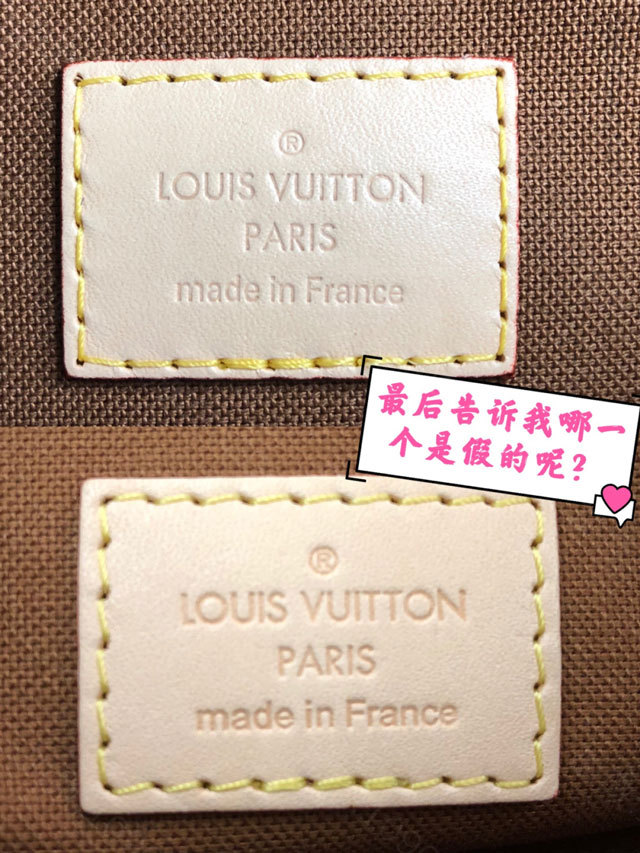 ®
LOUIS VUITTON
PARIS
made in France
最后告诉我哪一
个是假的呢?
®
LOUIS VUITTON
PARIS
made in France